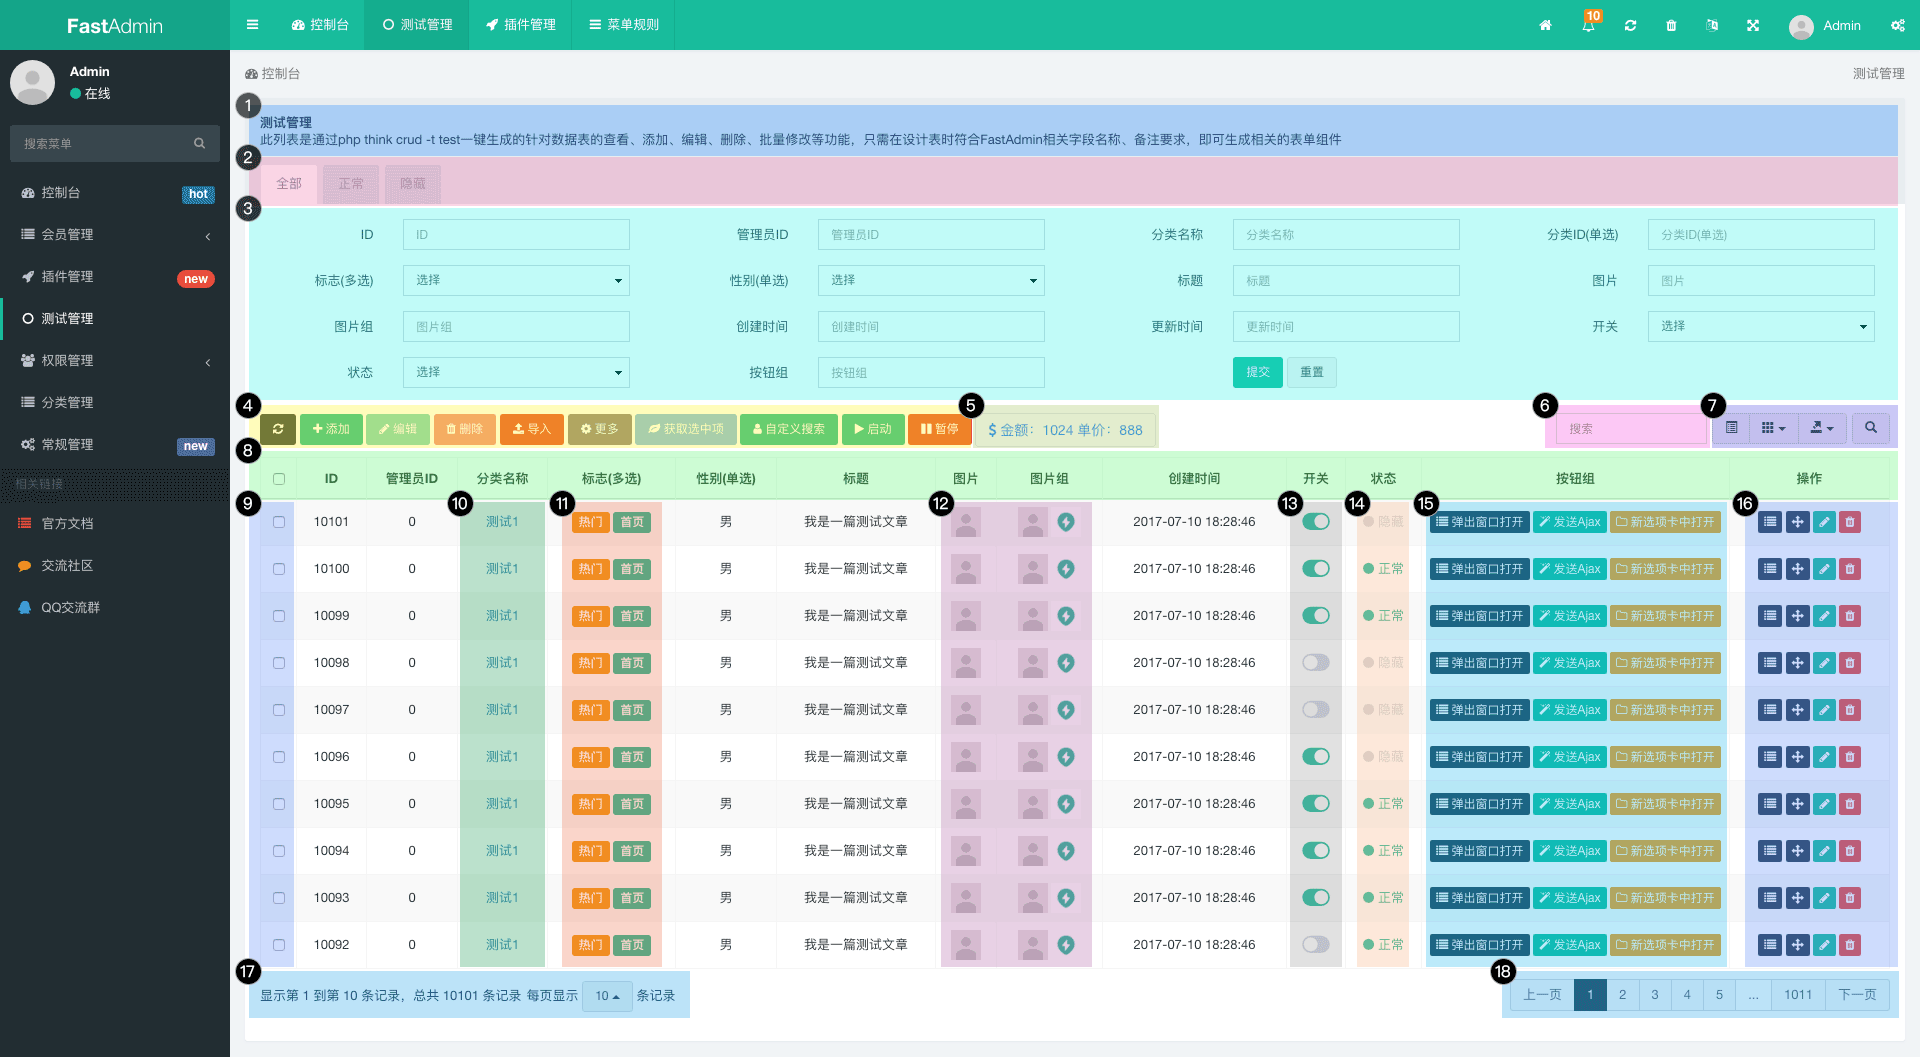 FastAdmin
控制台
测试管理
插件管理
菜单规则
10
Admin
Admin
在线
搜索菜单
控制台 hot
会员管理
插件管理 new
测试管理
权限管理
分类管理
常规管理 new
相关链接
官方文档
交流社区
QQ交流群
控制台
测试管理
1
测试管理
此列表是通过php think crud -t test一键生成的针对数据表的查看、添加、编辑、删除、批量修改等功能，只需在设计表时符合FastAdmin相关字段名称、备注要求，即可生成相关的表单组件
2
全部 正常 隐藏
3
ID ID 管理员ID 管理员ID 分类名称 分类名称 分类ID(单选) 分类ID(单选)
标志(多选) 选择 性别(单选) 选择 标题 标题 图片 图片
图片组 图片组 创建时间 创建时间 更新时间 更新时间 开关 选择
状态 选择 按钮组 按钮组 提交 重置
4 5 6 7
添加 编辑 删除 导入 更多 获取选中项 自定义搜索 启动 暂停 $ 金额：1024 单价：888 搜索
8
ID 管理员ID 分类名称 标志(多选) 性别(单选) 标题 图片 图片组 创建时间 开关 状态 按钮组 操作
9 10 11 12 13 14 15 16
10101 0 测试1 热门 首页 男 我是一篇测试文章 2017-07-10 18:28:46 隐藏 弹出窗口打开 发送Ajax 新选项卡中打开
10100 0 测试1 热门 首页 男 我是一篇测试文章 2017-07-10 18:28:46 正常 弹出窗口打开 发送Ajax 新选项卡中打开
10099 0 测试1 热门 首页 男 我是一篇测试文章 2017-07-10 18:28:46 正常 弹出窗口打开 发送Ajax 新选项卡中打开
10098 0 测试1 热门 首页 男 我是一篇测试文章 2017-07-10 18:28:46 隐藏 弹出窗口打开 发送Ajax 新选项卡中打开
10097 0 测试1 热门 首页 男 我是一篇测试文章 2017-07-10 18:28:46 隐藏 弹出窗口打开 发送Ajax 新选项卡中打开
10096 0 测试1 热门 首页 男 我是一篇测试文章 2017-07-10 18:28:46 隐藏 弹出窗口打开 发送Ajax 新选项卡中打开
10095 0 测试1 热门 首页 男 我是一篇测试文章 2017-07-10 18:28:46 正常 弹出窗口打开 发送Ajax 新选项卡中打开
10094 0 测试1 热门 首页 男 我是一篇测试文章 2017-07-10 18:28:46 正常 弹出窗口打开 发送Ajax 新选项卡中打开
10093 0 测试1 热门 首页 男 我是一篇测试文章 2017-07-10 18:28:46 正常 弹出窗口打开 发送Ajax 新选项卡中打开
10092 0 测试1 热门 首页 男 我是一篇测试文章 2017-07-10 18:28:46 正常 弹出窗口打开 发送Ajax 新选项卡中打开
17 18
显示第 1 到第 10 条记录，总共 10101 条记录 每页显示 10 条记录
上一页 1 2 3 4 5 ... 1011 下一页